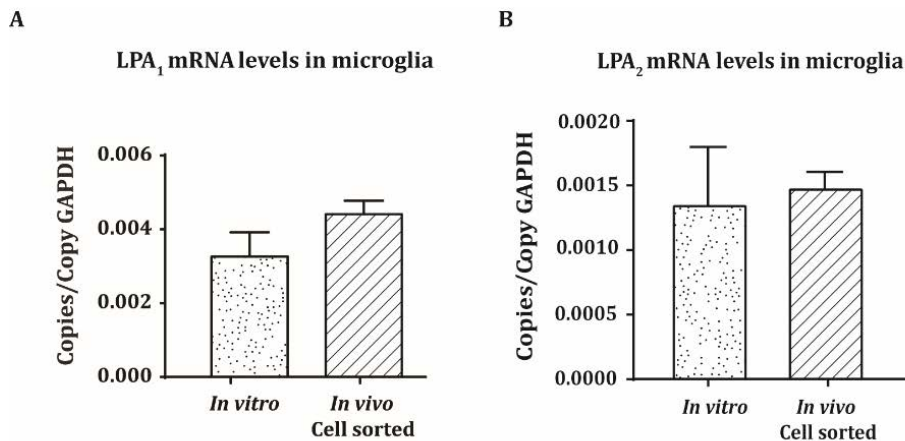 A
LPA1 mRNA levels in microglia
Copies/Copy GAPDH
0.006
0.004
0.002
0.000
In vitro
In vivo
Cell sorted
B
LPA2 mRNA levels in microglia
Copies/Copy GAPDH
0.0020
0.0015
0.0010
0.0005
0.0000
In vitro
In vivo
Cell sorted